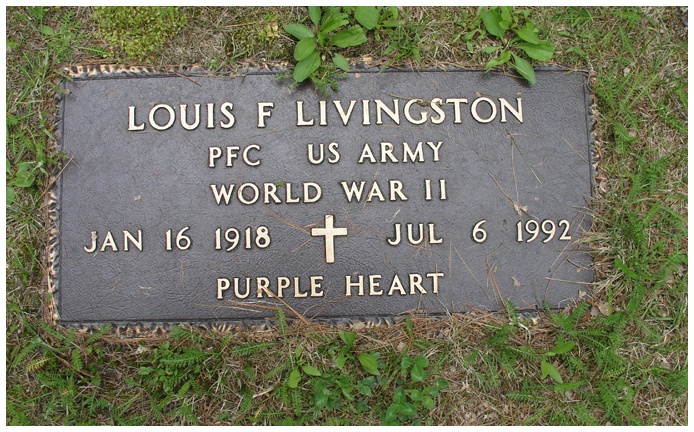 LOUIS F LIVINGSTON
PFC US ARMY
WORLD WAR II
JAN 16 1918 JUL 6 1992
PURPLE HEART